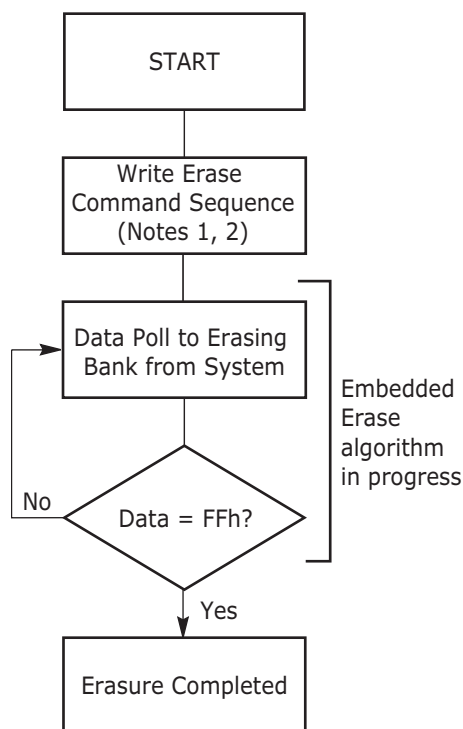 START
Write Erase
Command Sequence
(Notes 1, 2)
Data Poll to Erasing
Bank from System
Embedded
Erase
algorithm
in progress
No
Data = FFh?
Yes
Erasure Completed